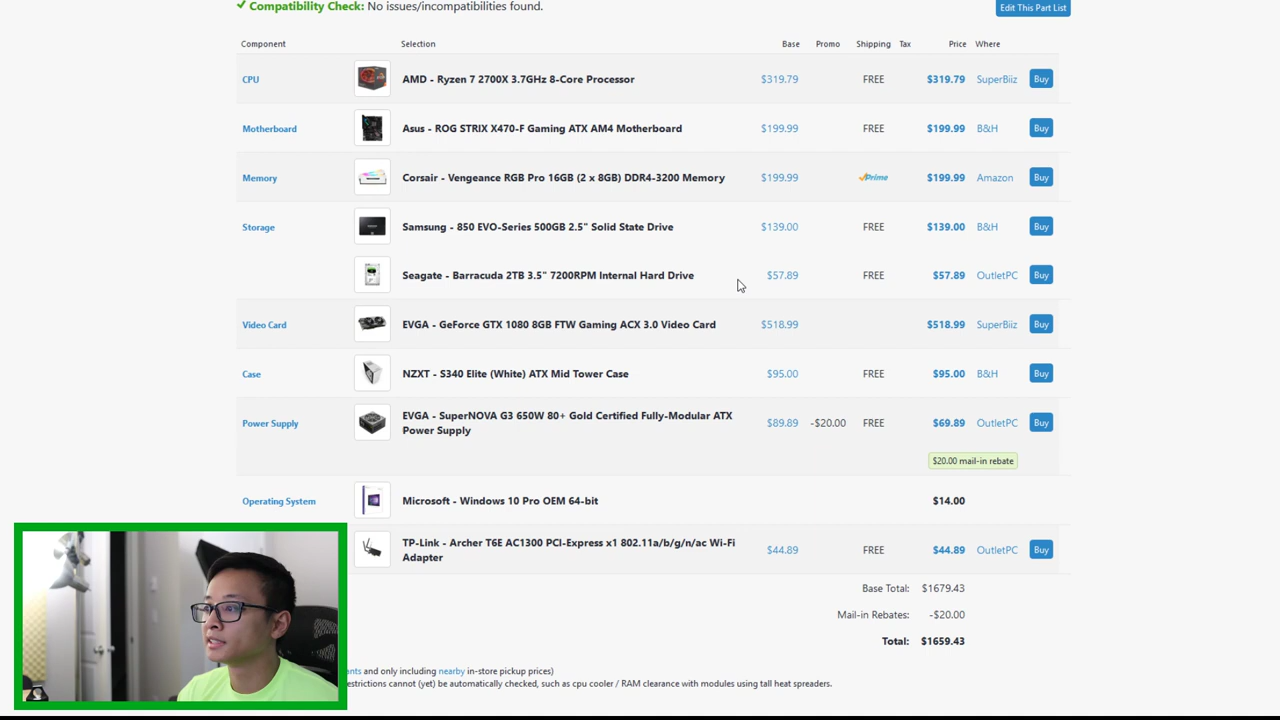 Compatibility Check: No issues/incompatibilities found.
Edit This Part List
Component Selection Base Promo Shipping Tax Price Where
CPU AMD - Ryzen 7 2700X 3.7GHz 8-Core Processor $319.79 FREE $319.79 SuperBiiz Buy
Motherboard Asus - ROG STRIX X470-F Gaming ATX AM4 Motherboard $199.99 FREE $199.99 B&H Buy
Memory Corsair - Vengeance RGB Pro 16GB (2 x 8GB) DDR4-3200 Memory $199.99 Prime $199.99 Amazon Buy
Storage Samsung - 850 EVO-Series 500GB 2.5" Solid State Drive $139.00 FREE $139.00 B&H Buy
Seagate - Barracuda 2TB 3.5" 7200RPM Internal Hard Drive $57.89 FREE $57.89 OutletPC Buy
Video Card EVGA - GeForce GTX 1080 8GB FTW Gaming ACX 3.0 Video Card $518.99 $518.99 SuperBiiz Buy
Case NZXT - S340 Elite (White) ATX Mid Tower Case $95.00 FREE $95.00 B&H Buy
Power Supply EVGA - SuperNOVA G3 650W 80+ Gold Certified Fully-Modular ATX $89.89 -$20.00 FREE $69.89 OutletPC Buy
Power Supply
$20.00 mail-in rebate
Operating System Microsoft - Windows 10 Pro OEM 64-bit $14.00
TP-Link - Archer T6E AC1300 PCI-Express x1 802.11a/b/g/n/ac Wi-Fi $44.89 FREE $44.89 OutletPC Buy
Adapter
Base Total: $1679.43
Mail-in Rebates: -$20.00
Total: $1659.43
ants and only including nearby in-store pickup prices)
estrictions cannot (yet) be automatically checked, such as cpu cooler / RAM clearance with modules using tall heat spreaders.